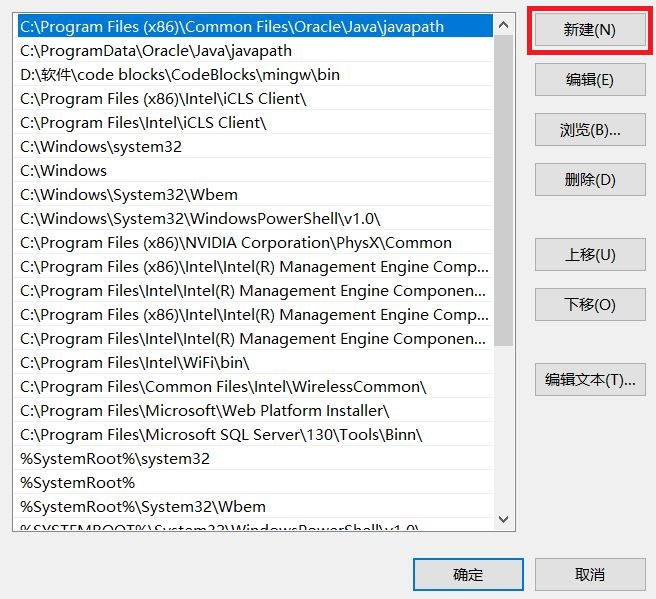 C:\Program Files (x86)\Common Files\Oracle\Java\javapath
C:\ProgramData\Oracle\Java\javapath
D:\软件\code blocks\CodeBlocks\mingw\bin
C:\Program Files (x86)\Intel\iCLS Client\
C:\Program Files\Intel\iCLS Client\
C:\Windows\system32
C:\Windows
C:\Windows\System32\Wbem
C:\Windows\System32\WindowsPowerShell\v1.0\
C:\Program Files (x86)\NVIDIA Corporation\PhysX\Common
C:\Program Files (x86)\Intel\Intel(R) Management Engine Comp...
C:\Program Files\Intel\Intel(R) Management Engine Componen...
C:\Program Files (x86)\Intel\Intel(R) Management Engine Comp...
C:\Program Files\Intel\Intel(R) Management Engine Componen...
C:\Program Files\Intel\WiFi\bin\
C:\Program Files\Common Files\Intel\WirelessCommon\
C:\Program Files\Microsoft\Web Platform Installer\
C:\Program Files\Microsoft SQL Server\130\Tools\Binn\
%SystemRoot%\system32
%SystemRoot%
%SystemRoot%\System32\Wbem
%SYSTEMROOT%\System32\WindowsPowerShell\v1.0\
新建(N)
编辑(E)
浏览(B)...
删除(D)
上移(U)
下移(O)
编辑文本(T)...
确定
取消